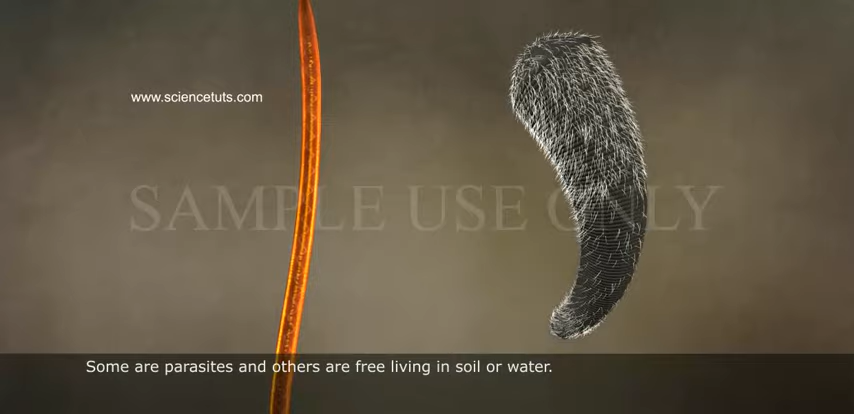 www.sciencetuts.com
SAMPLE USE ONLY
Some are parasites and others are free living in soil or water.